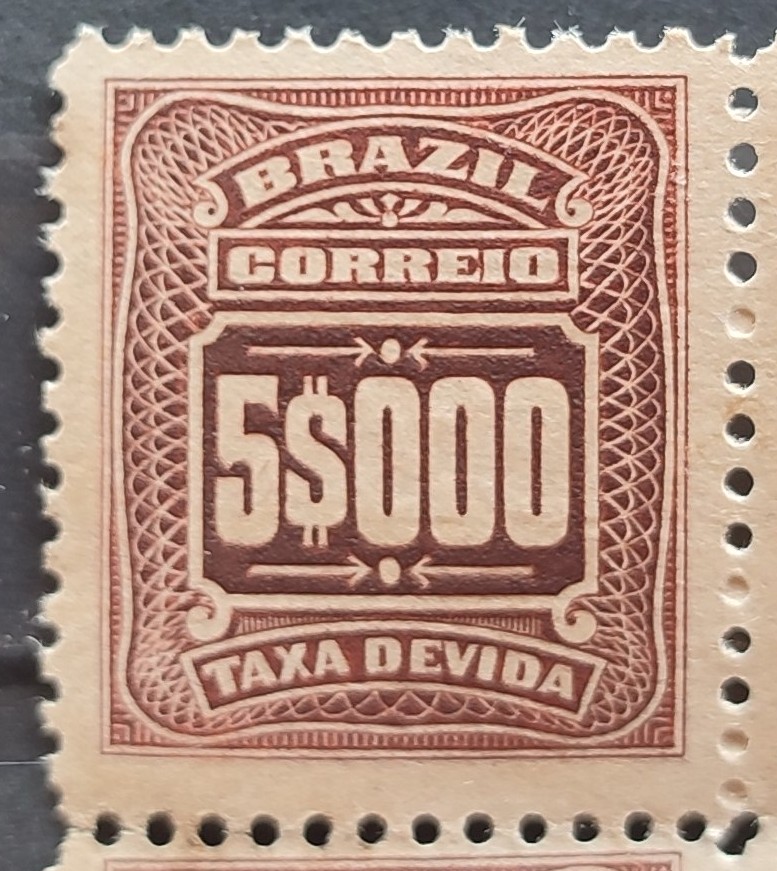 BRAZIL
CORREIO
5$000
TAXA DEVIDA